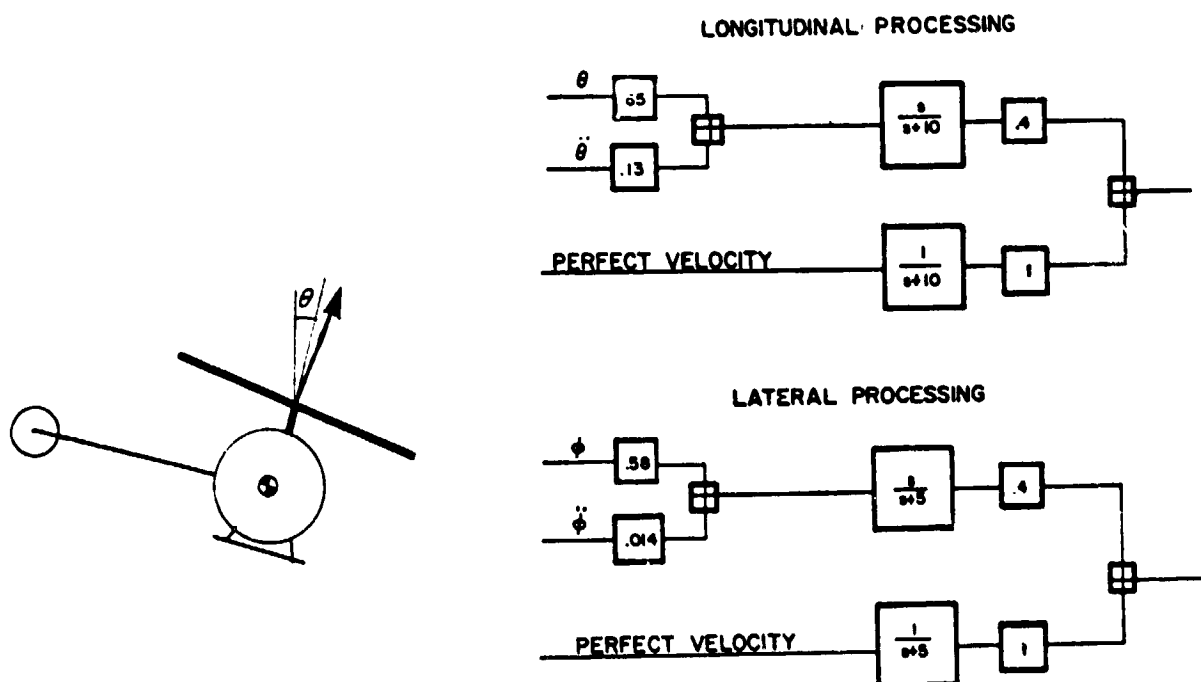 LONGITUDINAL PROCESSING
θ
.65
θ̈
.13
s
s+10
.4
PERFECT VELOCITY
1
s+10
1
θ
LATERAL PROCESSING
ϕ
.58
ϕ̈
.014
s
s+5
.4
PERFECT VELOCITY
1
s+5
1